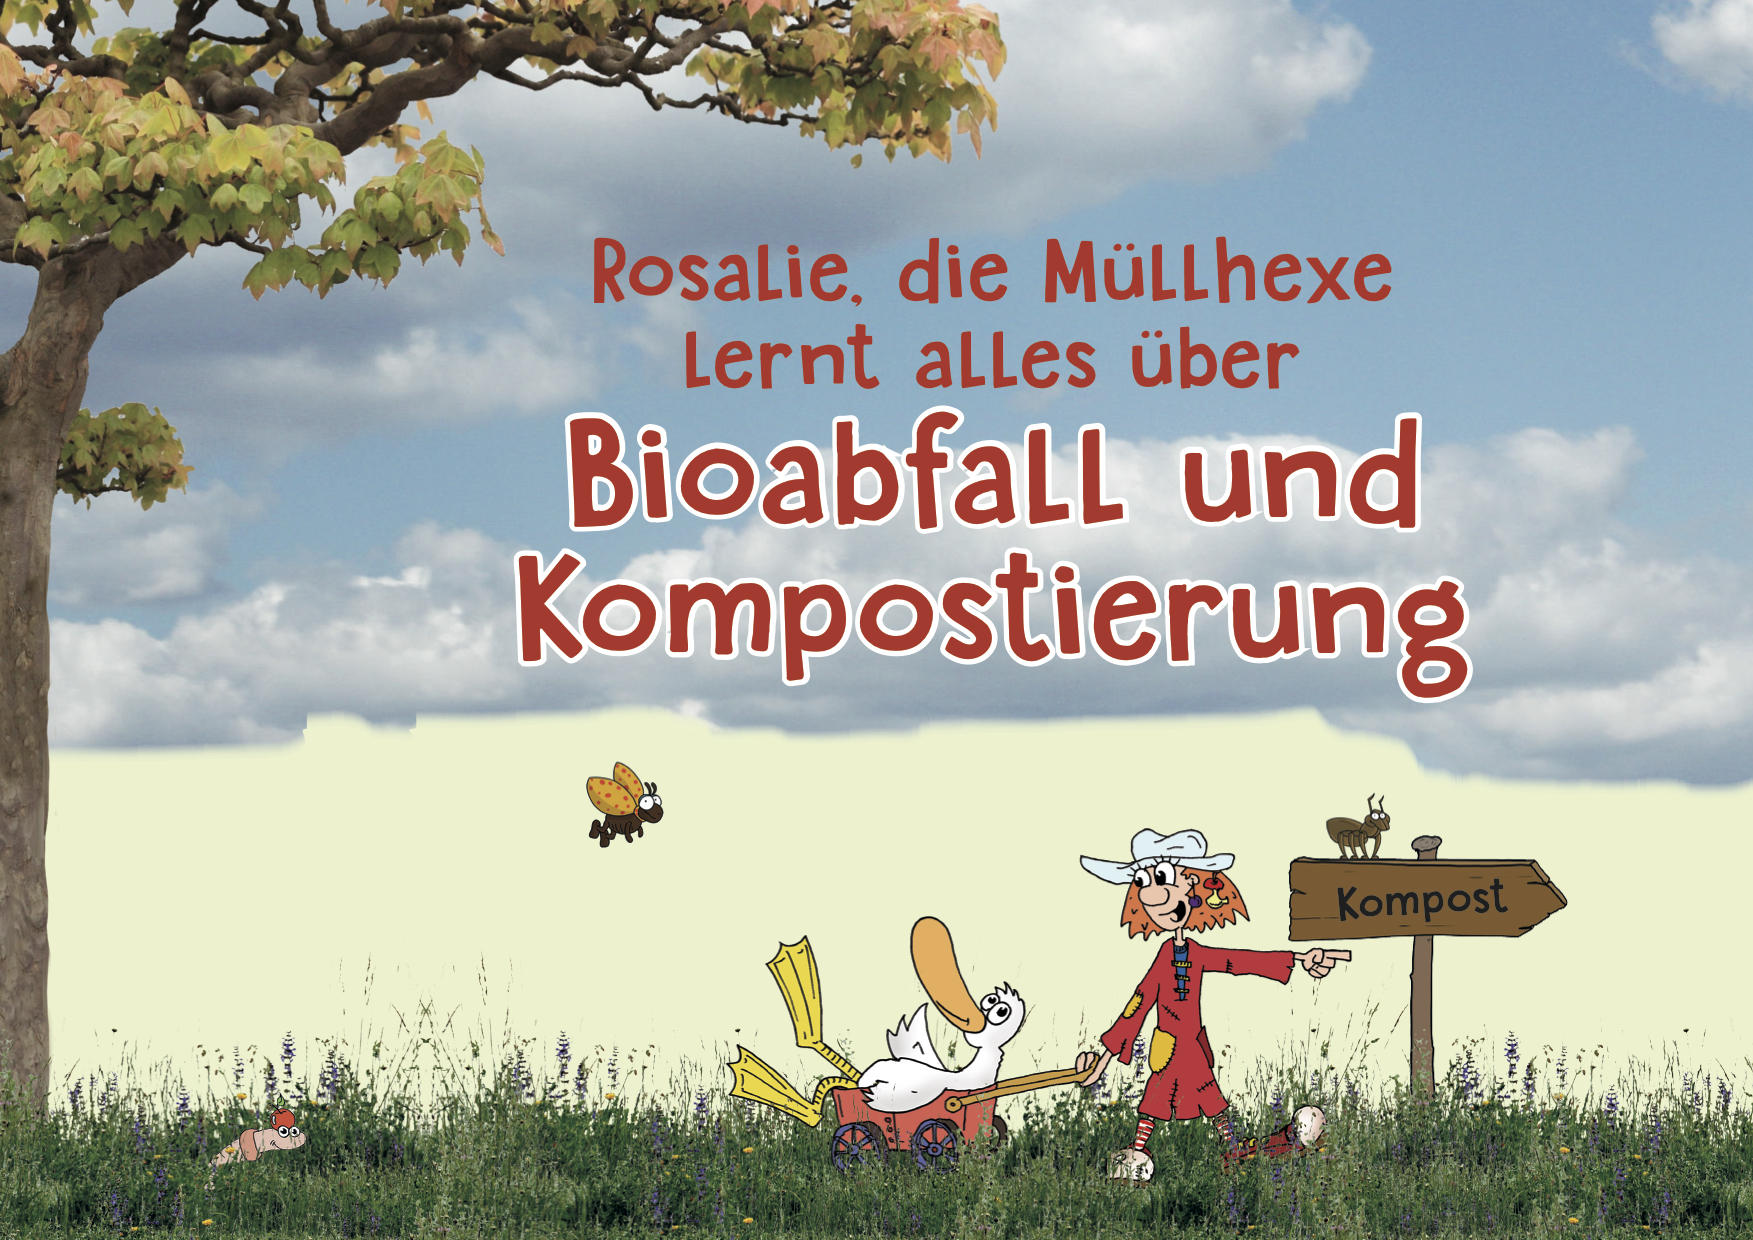 Rosalie, die Müllhexe
lernt alles über
Bioabfall und
Kompostierung
Kompost